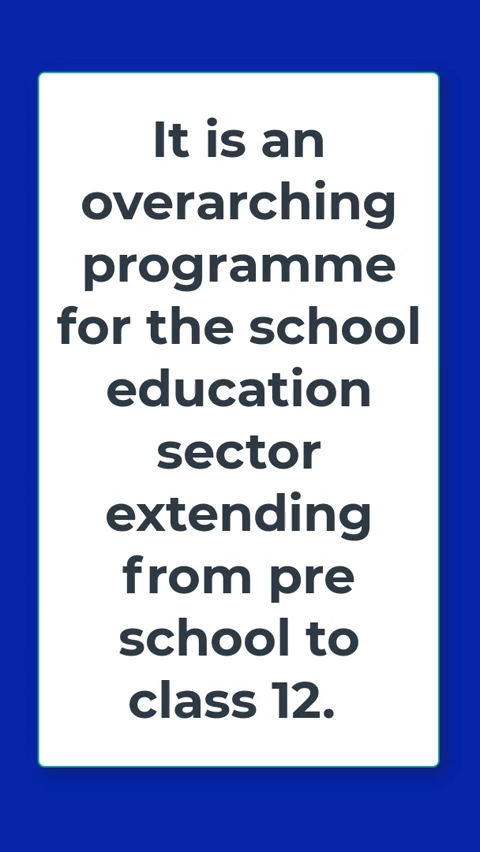 It is an
overarching
programme
for the school
education
sector
extending
from pre
school to
class 12.